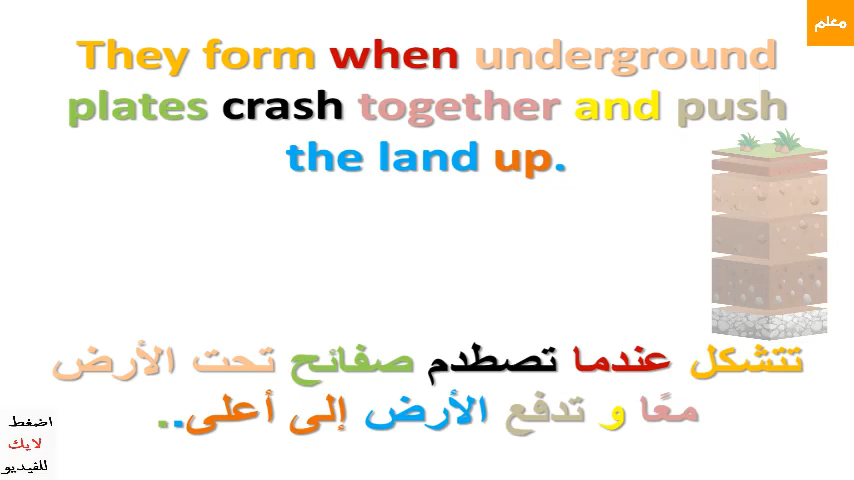 معلم
They form when underground
plates crash together and push
the land up.
تتشكل عندما تصطدم صفائح تحت الأرض
معًا و تدفع الأرض إلى أعلى..
اضغط
لايك
للفيديو